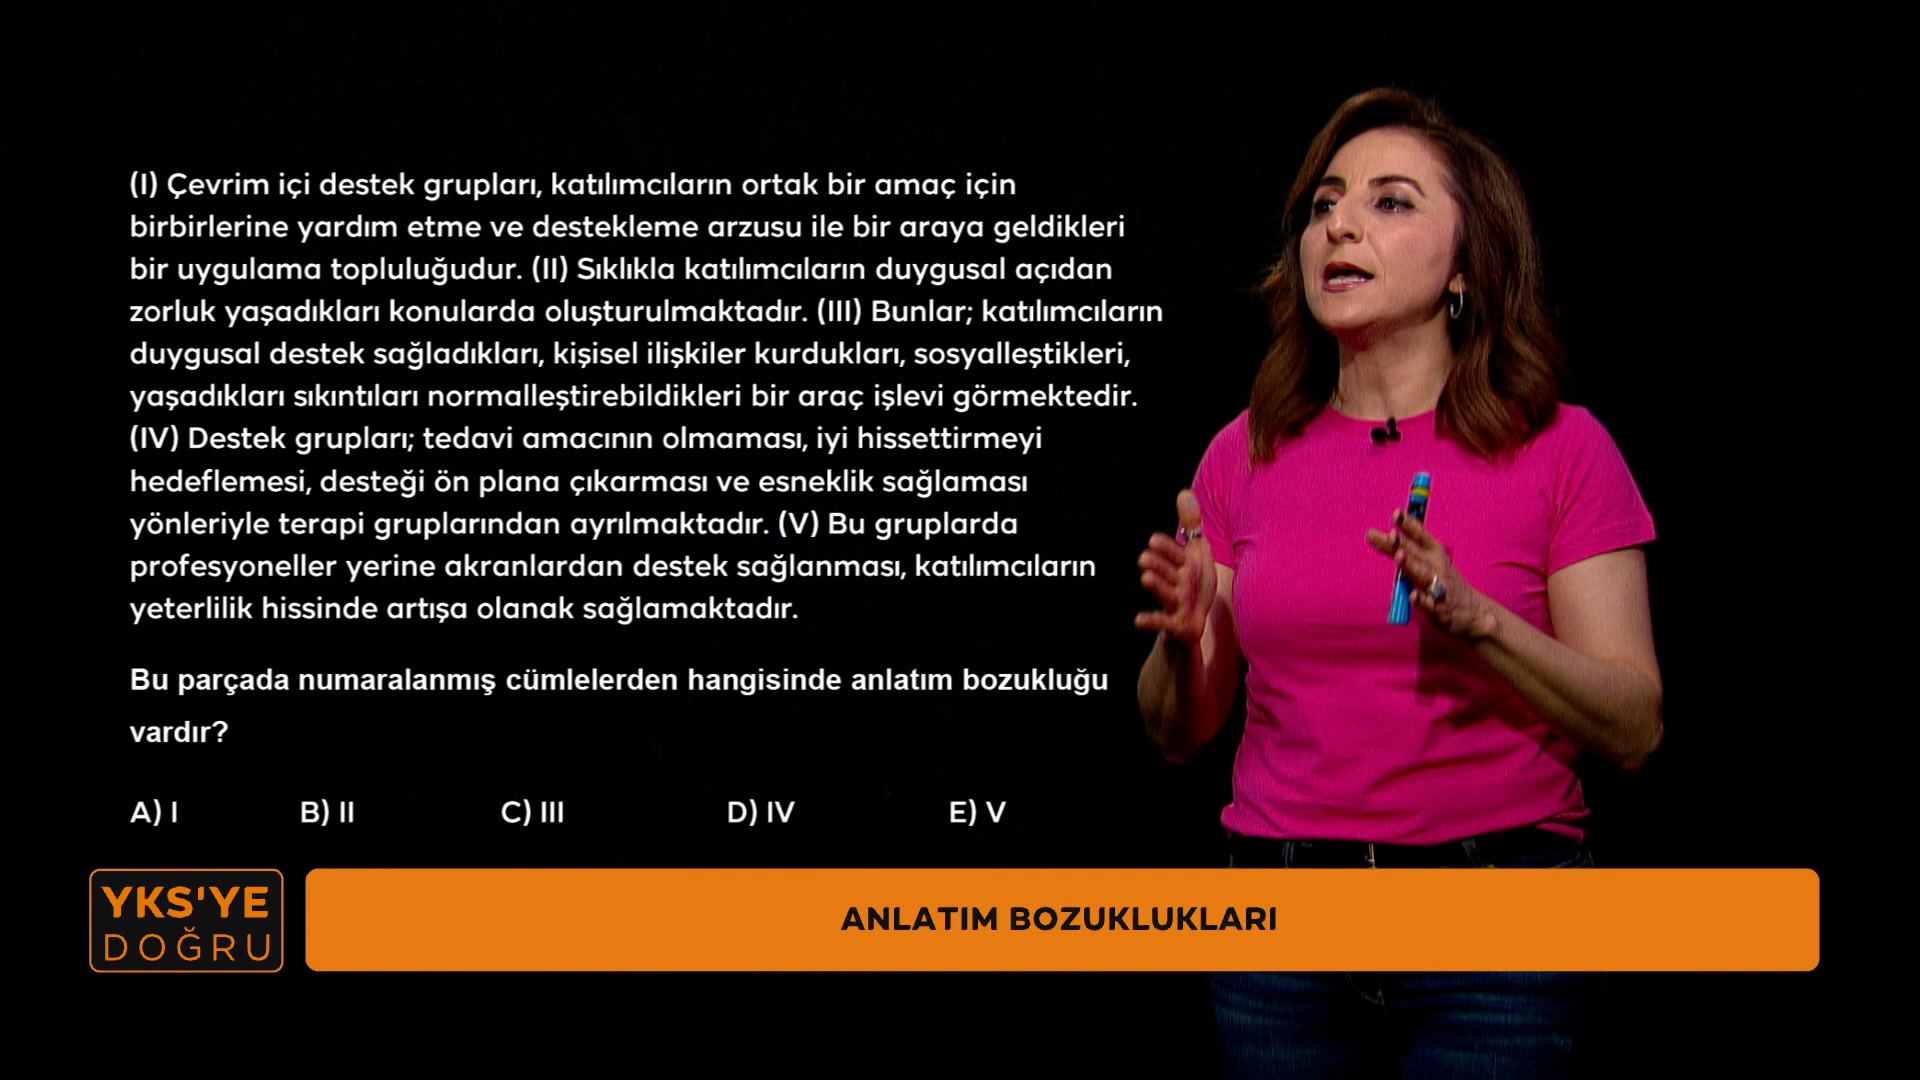 (I) Çevrim içi destek grupları, katılımcıların ortak bir amaç için
birbirlerine yardım etme ve destekleme arzusu ile bir araya geldikleri
bir uygulama topluluğudur. (II) Sıklıkla katılımcıların duygusal açıdan
zorluk yaşadıkları konularda oluşturulmaktadır. (III) Bunlar; katılımcıların
duygusal destek sağladıkları, kişisel ilişkiler kurdukları, sosyalleştikleri,
yaşadıkları sıkıntıları normalleştirebildikleri bir araç işlevi görmektedir.
(IV) Destek grupları; tedavi amacının olmaması, iyi hissettirmeyi
hedeflemesi, desteği ön plana çıkarması ve esneklik sağlaması
yönleriyle terapi gruplarından ayrılmaktadır. (V) Bu gruplarda
profesyoneller yerine akranlardan destek sağlanması, katılımcıların
yeterlilik hissinde artışa olanak sağlamaktadır.
Bu parçada numaralanmış cümlelerden hangisinde anlatım bozukluğu
vardır?
A) I B) II C) III D) IV E) V
YKS'YE
DOĞRU
ANLATIM BOZUKLUKLARI